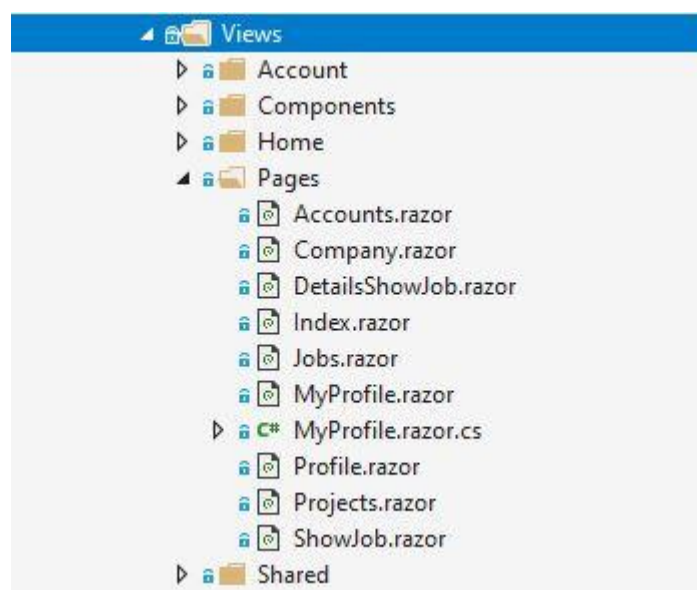 Views
Account
Components
Home
Pages
Accounts.razor
Company.razor
DetailsShowJob.razor
Index.razor
Jobs.razor
MyProfile.razor
C# MyProfile.razor.cs
Profile.razor
Projects.razor
ShowJob.razor
Shared